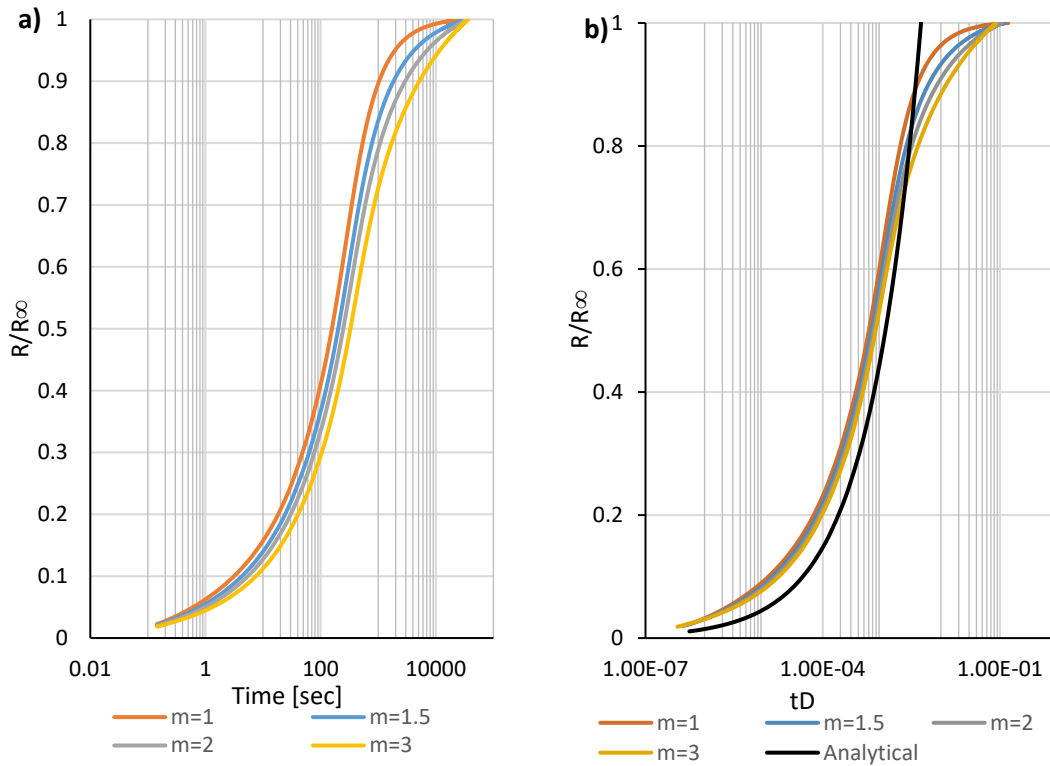 a)
R/R∞
1
0.9
0.8
0.7
0.6
0.5
0.4
0.3
0.2
0.1
0
0.01 1 100 10000
Time [sec]
m=1 m=1.5
m=2 m=3
b)
R/R∞
1
0.8
0.6
0.4
0.2
0
1.00E-07 1.00E-04 1.00E-01
tD
m=1 m=1.5 m=2
m=3 Analytical